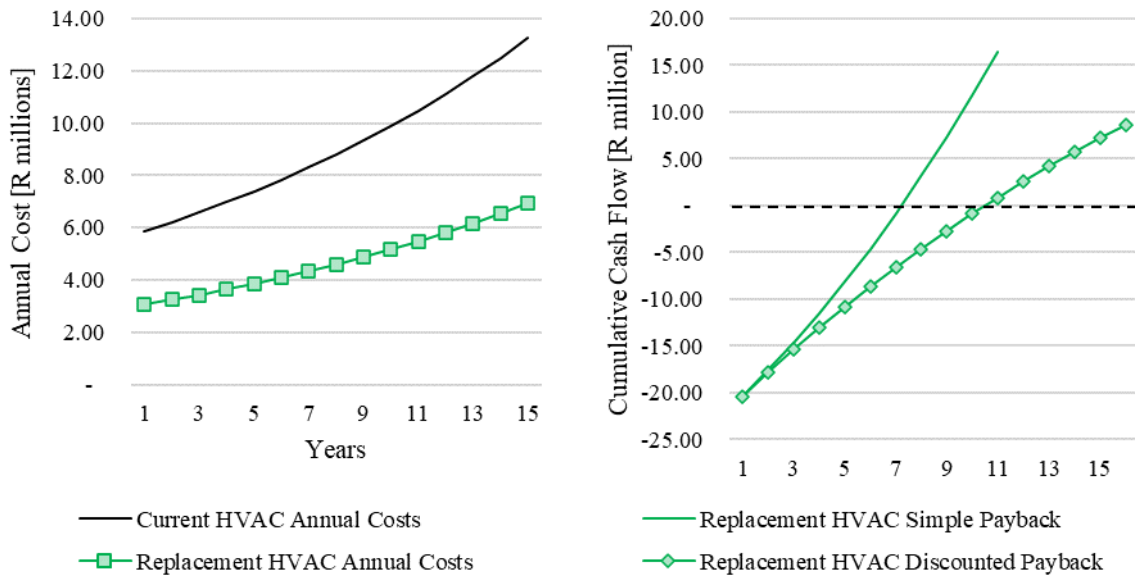 Annual Cost [R millions]
14.00
12.00
10.00
8.00
6.00
4.00
2.00
-
1 3 5 7 9 11 13 15
Years
Current HVAC Annual Costs
Replacement HVAC Annual Costs
Cumulative Cash Flow [R million]
20.00
15.00
10.00
5.00
-
-5.00
-10.00
-15.00
-20.00
-25.00
1 3 5 7 9 11 13 15
Replacement HVAC Simple Payback
Replacement HVAC Discounted Payback